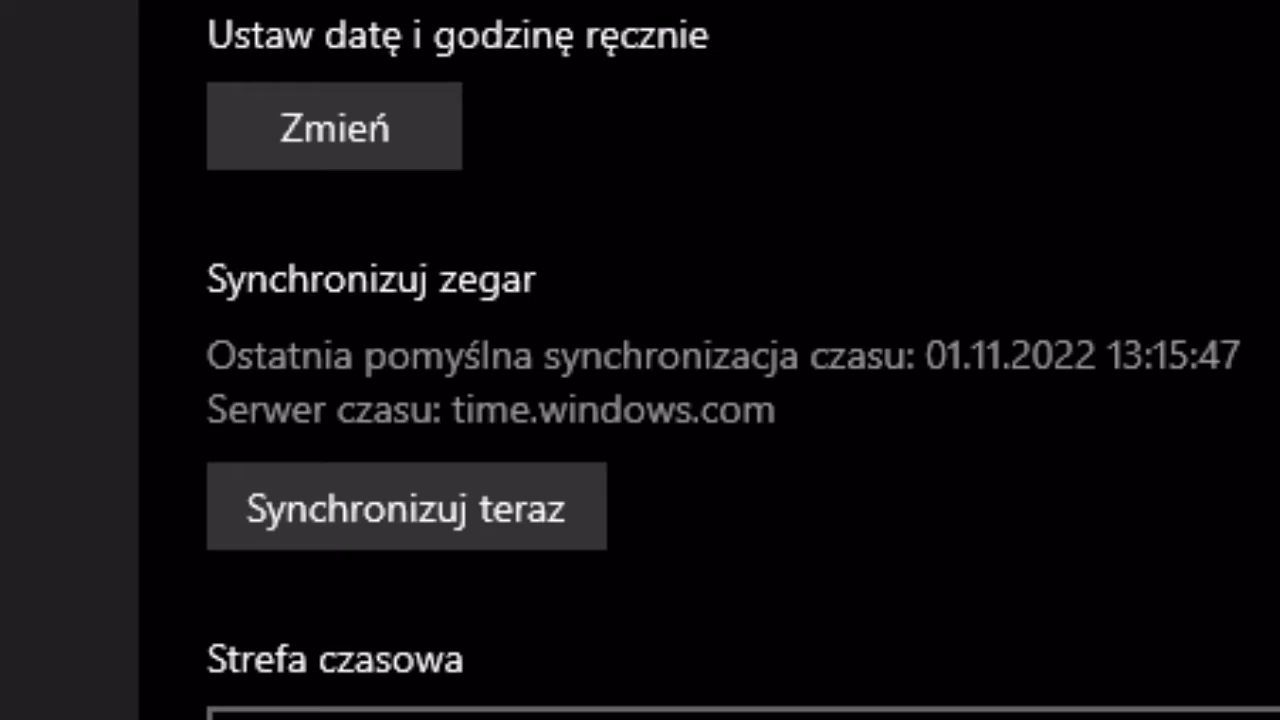 Ustaw datę i godzinę ręcznie
Zmień
Synchronizuj zegar
Ostatnia pomyślna synchronizacja czasu: 01.11.2022 13:15:47
Serwer czasu: time.windows.com
Synchronizuj teraz
Strefa czasowa